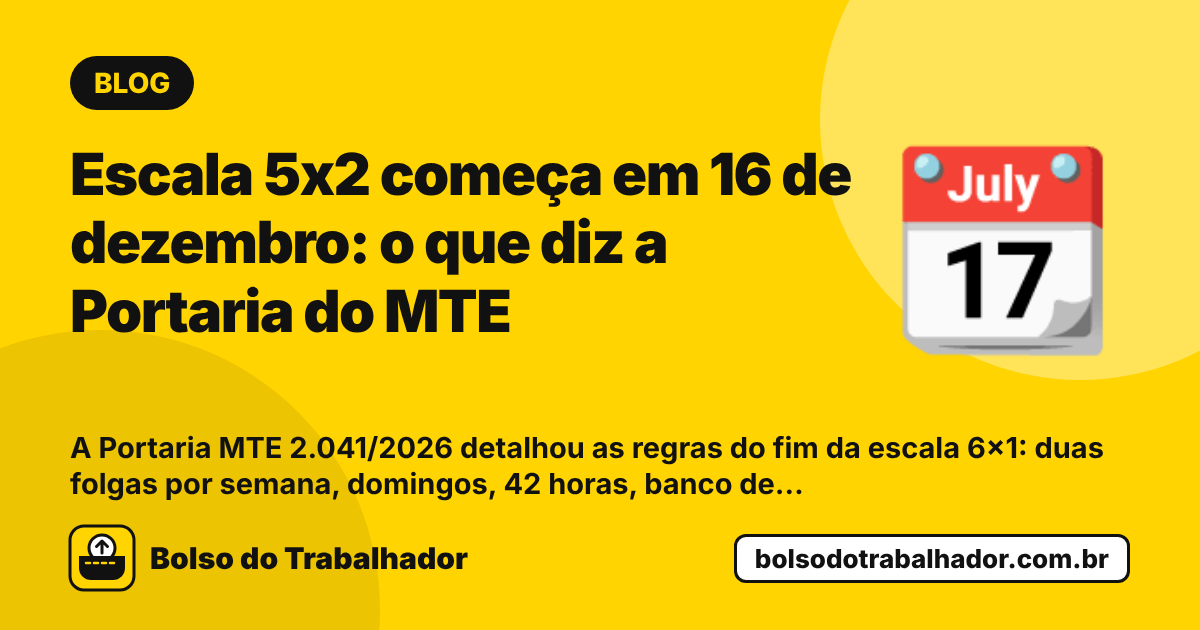 BLOG
Escala 5x2 começa em 16 de
dezembro: o que diz a
Portaria do MTE
July
17
A Portaria MTE 2.041/2026 detalhou as regras do fim da escala 6×1: duas
folgas por semana, domingos, 42 horas, banco de...
Bolso do Trabalhador
bolsodotrabalhador.com.br